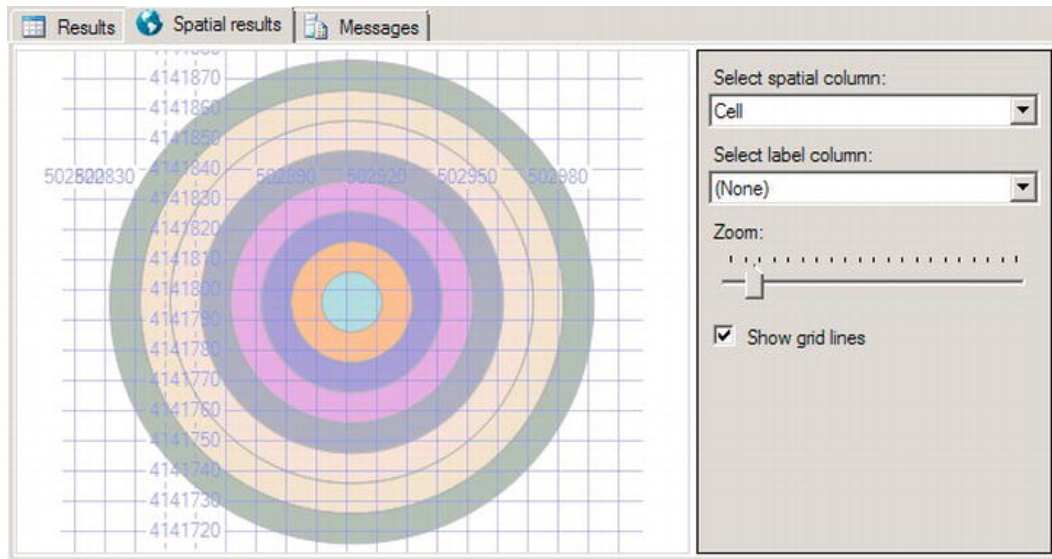 Results Spatial results Messages
4141870
4141860
4141850
4141840
502830 502890 502920 502950 502980
4141830
4141820
4141810
4141800
4141790
4141780
4141770
4141760
4141750
4141740
4141730
4141720
Select spatial column:
Cell
Select label column:
(None)
Zoom:
Show grid lines